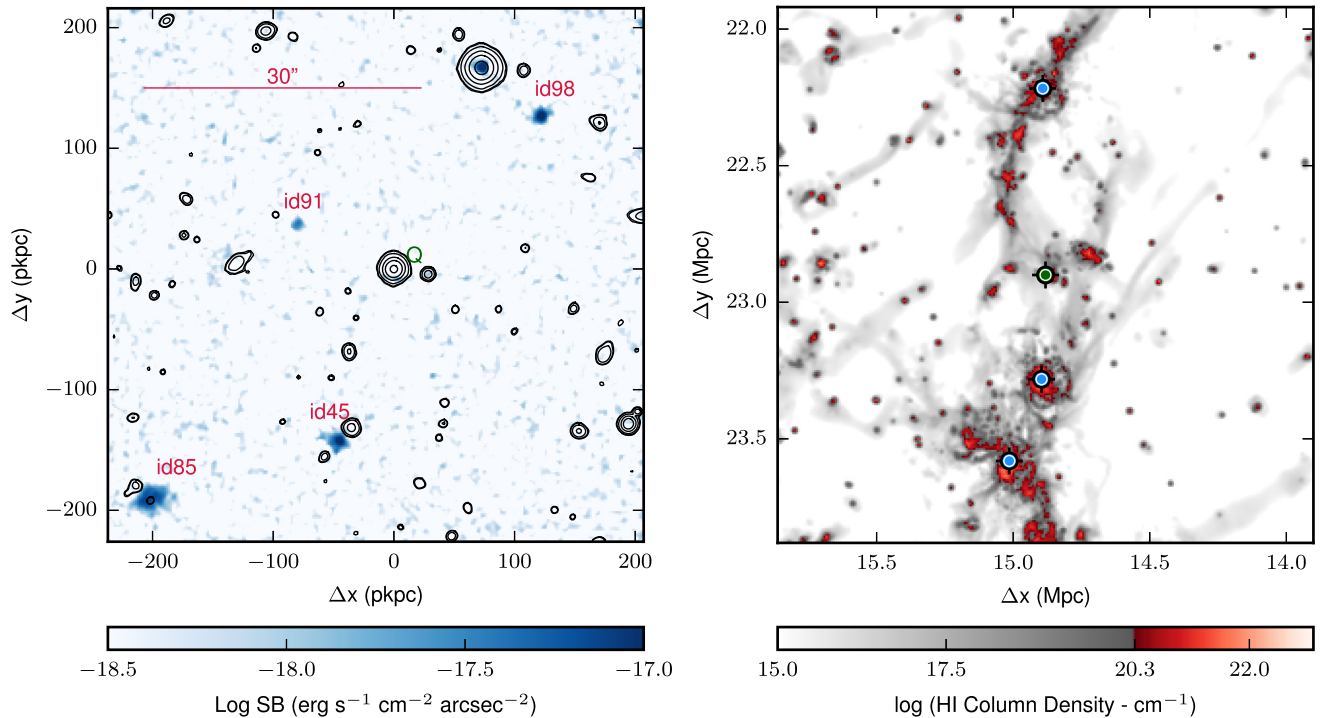 200
100
0
−100
−200
Δy (pkpc)
30”
id98
id91
Q
id45
id85
−200 −100 0 100 200
Δx (pkpc)
−18.5 −18.0 −17.5 −17.0
Log SB (erg s⁻¹ cm⁻² arcsec⁻²)
22.0
22.5
23.0
23.5
Δy (Mpc)
15.5 15.0 14.5 14.0
Δx (Mpc)
15.0 17.5 20.3 22.0
log (HI Column Density - cm⁻¹)